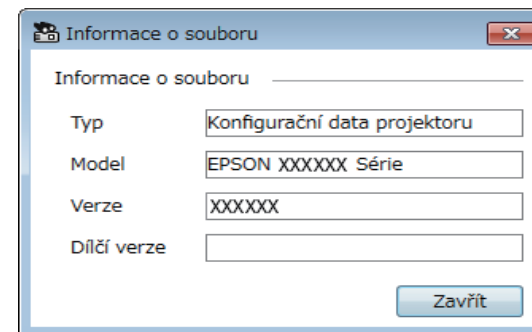 Informace o souboru
Informace o souboru
Typ Konfigurační data projektoru
Model EPSON XXXXXX Série
Verze XXXXXX
Dílčí verze
Zavřít